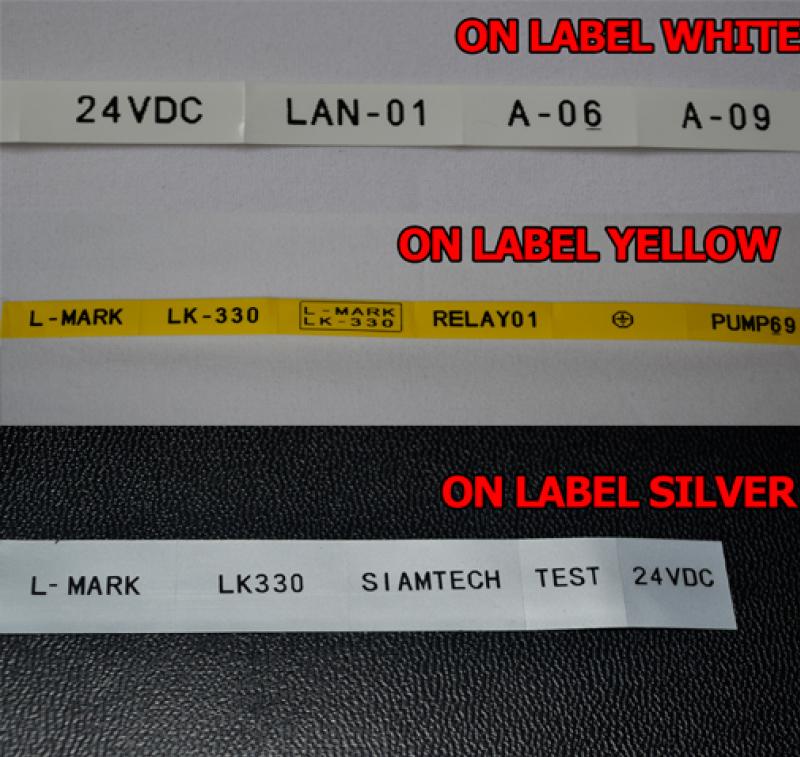 ON LABEL WHITE
24VDC LAN-01 A-06 A-09
ON LABEL YELLOW
L-MARK LK-330 L-MARK RELAY01 ⊕ PUMP69
LK-330
ON LABEL SILVER
L-MARK LK330 SIAMTECH TEST 24VDC